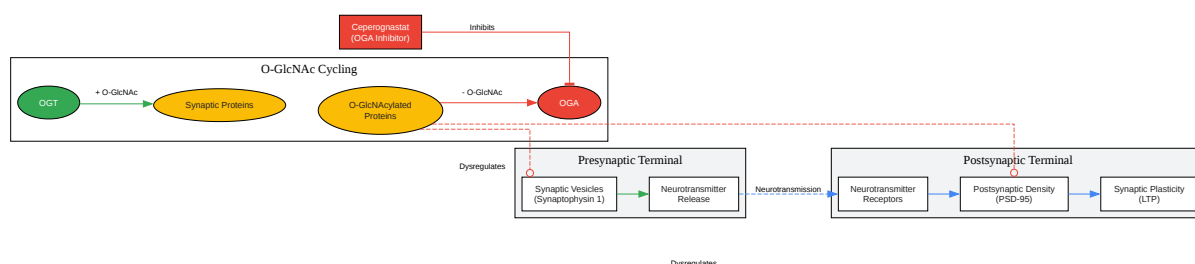 Ceperognastat
(OGA Inhibitor)
Inhibits
O-GlcNAc Cycling
OGT
+ O-GlcNAc
Synaptic Proteins
O-GlcNAcylated
Proteins
- O-GlcNAc
OGA
Dysregulates
Presynaptic Terminal
Synaptic Vesicles
(Synaptophysin 1)
Neurotransmitter
Release
Neurotransmission
Postsynaptic Terminal
Neurotransmitter
Receptors
Postsynaptic Density
(PSD-95)
Synaptic Plasticity
(LTP)
Dysregulates